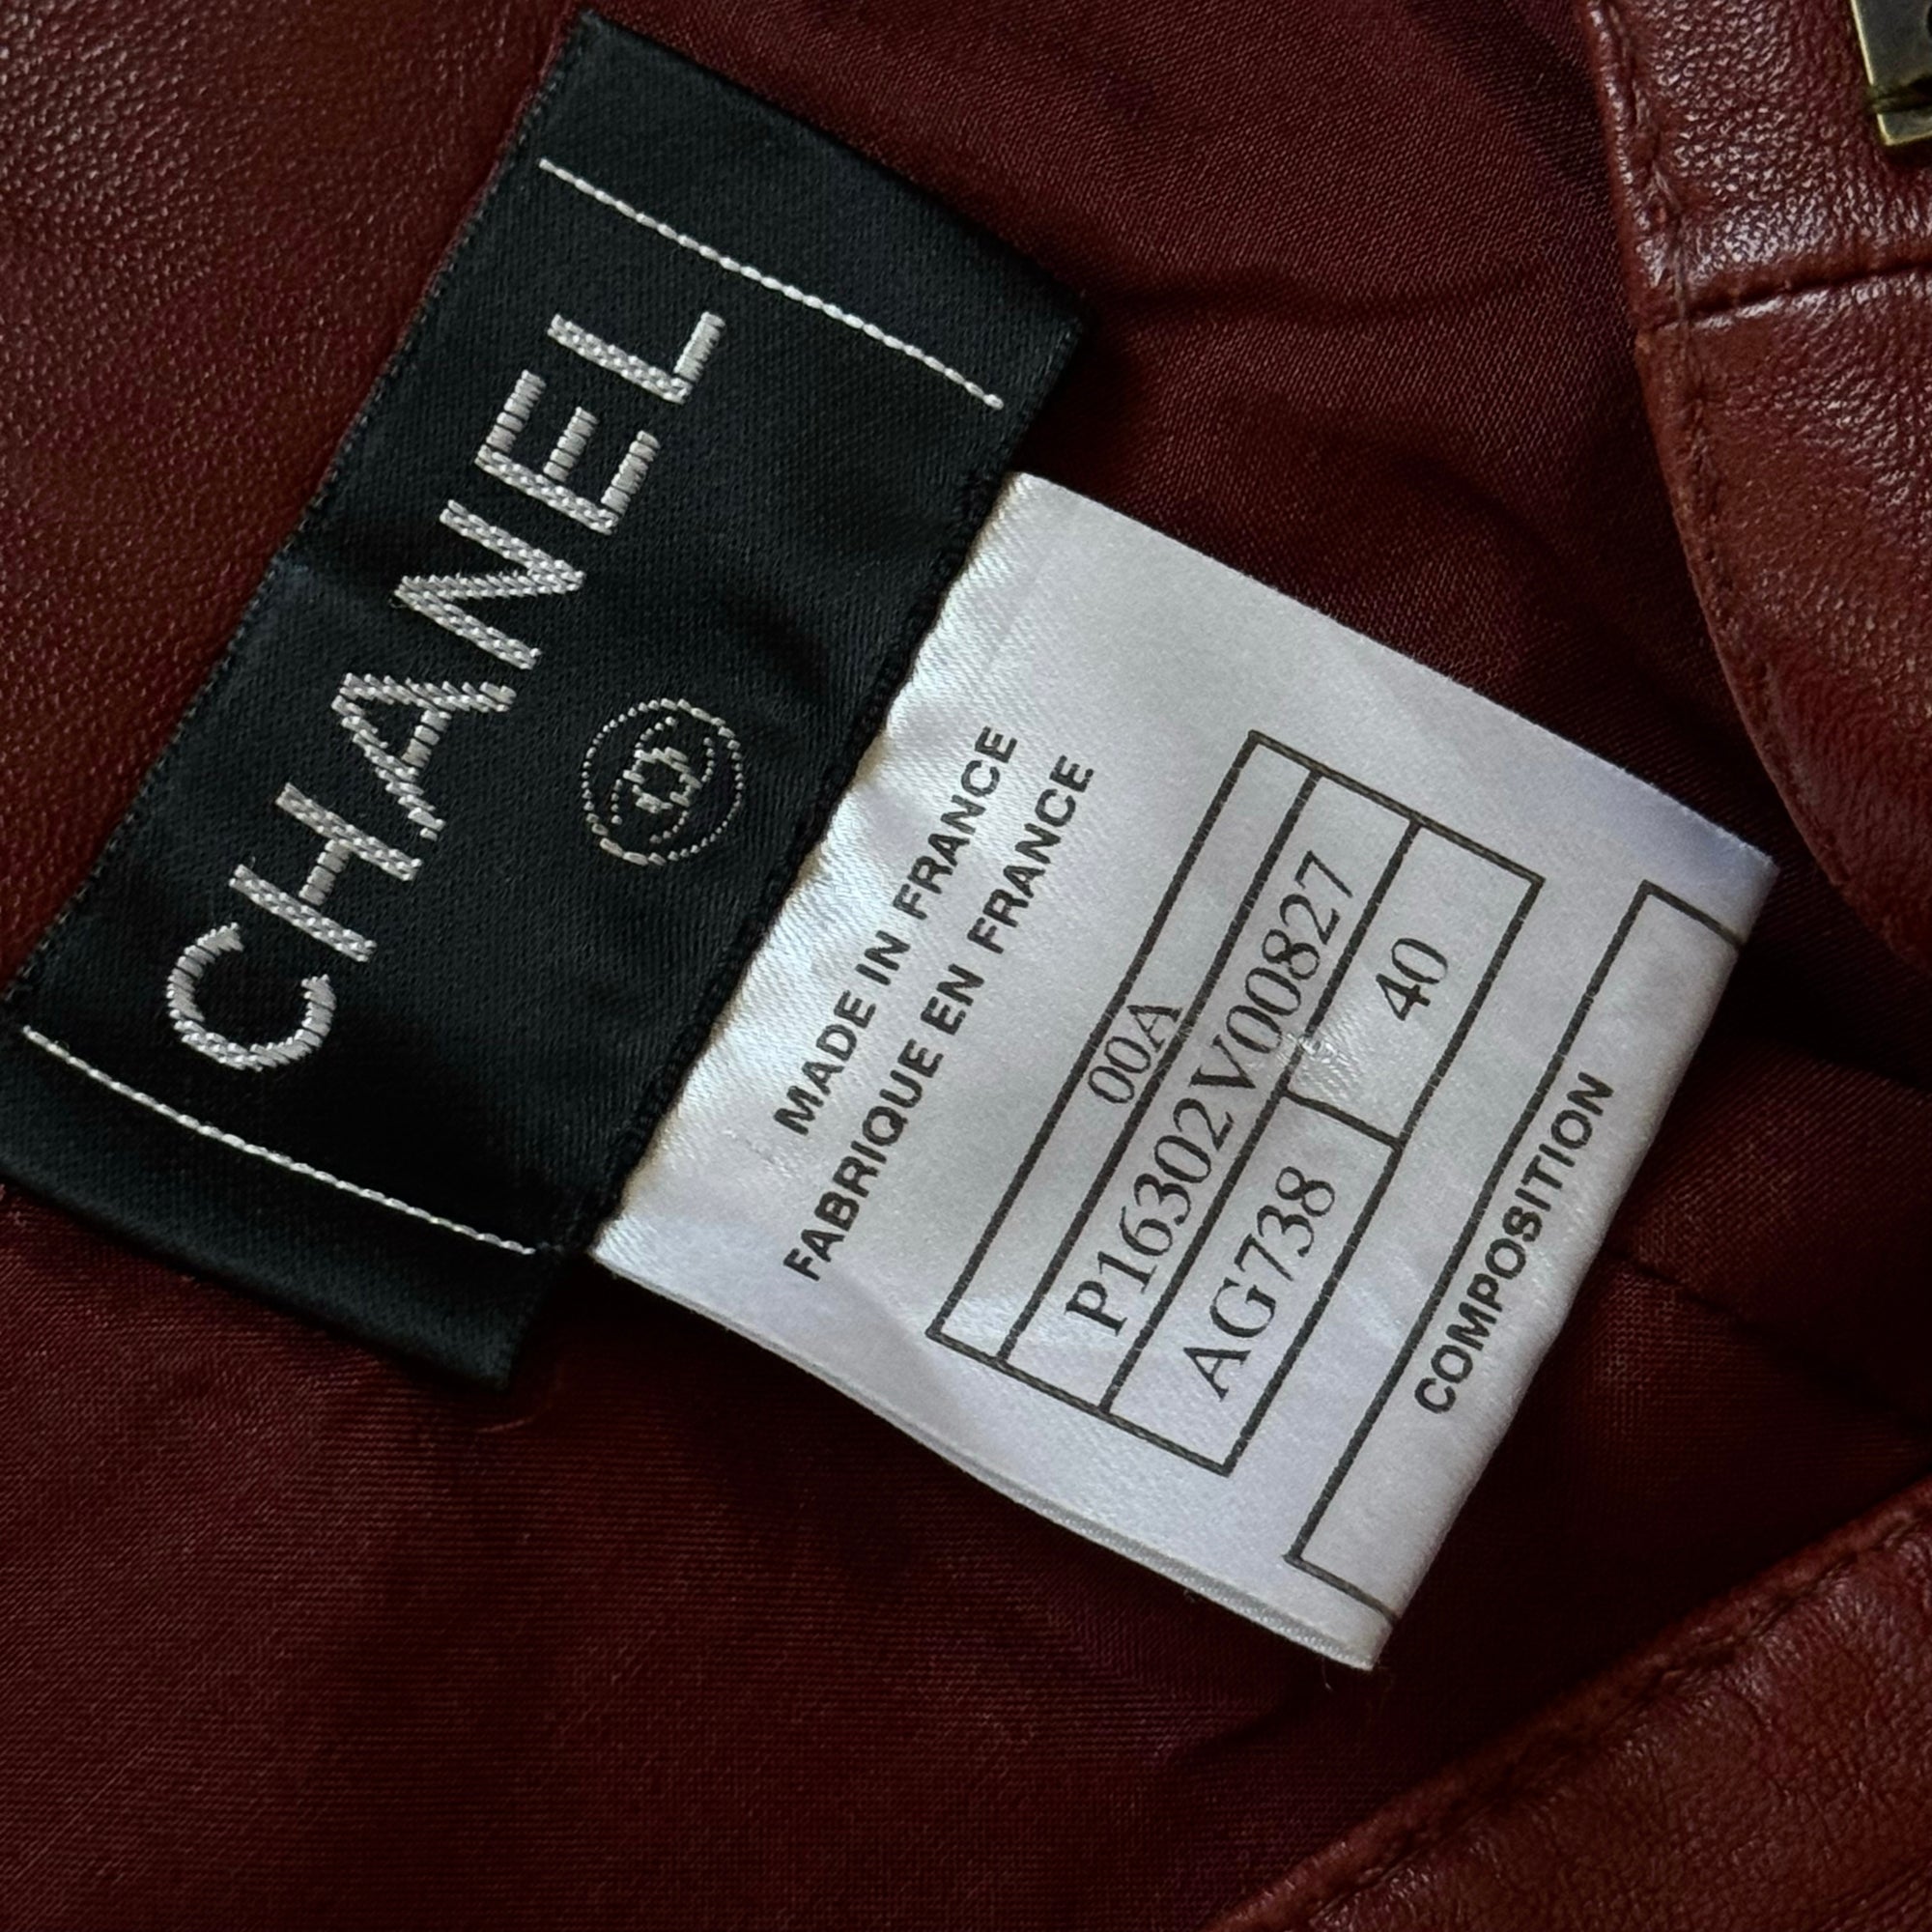 CHANEL
MADE IN FRANCE
FABRIQUE EN FRANCE
00A
P16302V00827
AG738 40
COMPOSITION